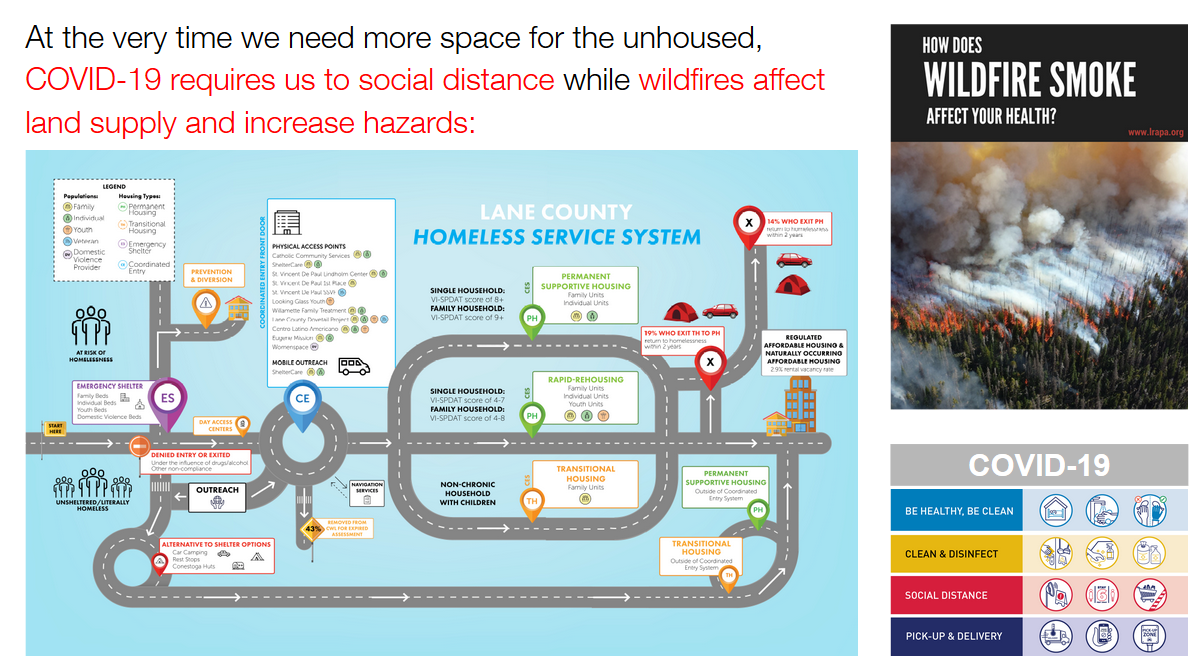 At the very time we need more space for the unhoused,
COVID-19 requires us to social distance while wildfires affect
land supply and increase hazards:
LEGEND
Populations:
Family
Individual
Youth
Veteran
Domestic
Violence
Provider
Housing Types:
PH Permanent
Housing
TH Transitional
Housing
ES Emergency
Shelter
CE Coordinated
Entry
PREVENTION
& DIVERSION
AT RISK OF
HOMELESSNESS
EMERGENCY SHELTER
Family Beds
Individual Beds
Youth Beds
Domestic Violence Beds
ES
START
HERE
DAY ACCESS
CENTERS
DENIED ENTRY OR EXITED
Under the influence of drugs/alcohol
Other non-compliance
UNSHELTERED/LITERALLY
HOMELESS
OUTREACH
ALTERNATIVE TO SHELTER OPTIONS
Car Camping
Rest Stops
Conestoga Huts
COORDINATED ENTRY FRONT DOOR
PHYSICAL ACCESS POINTS
Catholic Community Services
ShelterCare
St. Vincent De Paul Lindholm Center
St. Vincent De Paul 1st Place
St. Vincent De Paul SSVF
Looking Glass Youth
Willamette Family Treatment
Lane County Dovetail Project
Centro Latino Americano
Eugene Mission
Womenspace
MOBILE OUTREACH
ShelterCare
CE
NAVIGATION
SERVICES
43%
REMOVED FROM
CWL FOR EXPIRED
ASSESSMENT
LANE COUNTY
HOMELESS SERVICE SYSTEM
SINGLE HOUSEHOLD:
VI-SPDAT score of 8+
FAMILY HOUSEHOLD:
VI-SPDAT score of 9+
CES
PH
PERMANENT
SUPPORTIVE HOUSING
Family Units
Individual Units
SINGLE HOUSEHOLD:
VI-SPDAT score of 4-7
FAMILY HOUSEHOLD:
VI-SPDAT score of 4-8
CES
PH
RAPID-REHOUSING
Family Units
Individual Units
Youth Units
NON-CHRONIC
HOUSEHOLD
WITH CHILDREN
CES
TH
TRANSITIONAL
HOUSING
Family Units
X
14% WHO EXIT PH
return to homelessness
within 2 years
19% WHO EXIT TH TO PH
return to homelessness
within 2 years
X
REGULATED
AFFORDABLE HOUSING &
NATURALLY OCCURRING
AFFORDABLE HOUSING
2.9% rental vacancy rate
PERMANENT
SUPPORTIVE HOUSING
Outside of Coordinated
Entry System
PH
TRANSITIONAL
HOUSING
Outside of Coordinated
Entry System
TH
HOW DOES
WILDFIRE SMOKE
AFFECT YOUR HEALTH?
www.lrapa.org
COVID-19
BE HEALTHY, BE CLEAN
CLEAN & DISINFECT
SOCIAL DISTANCE
PICK-UP & DELIVERY